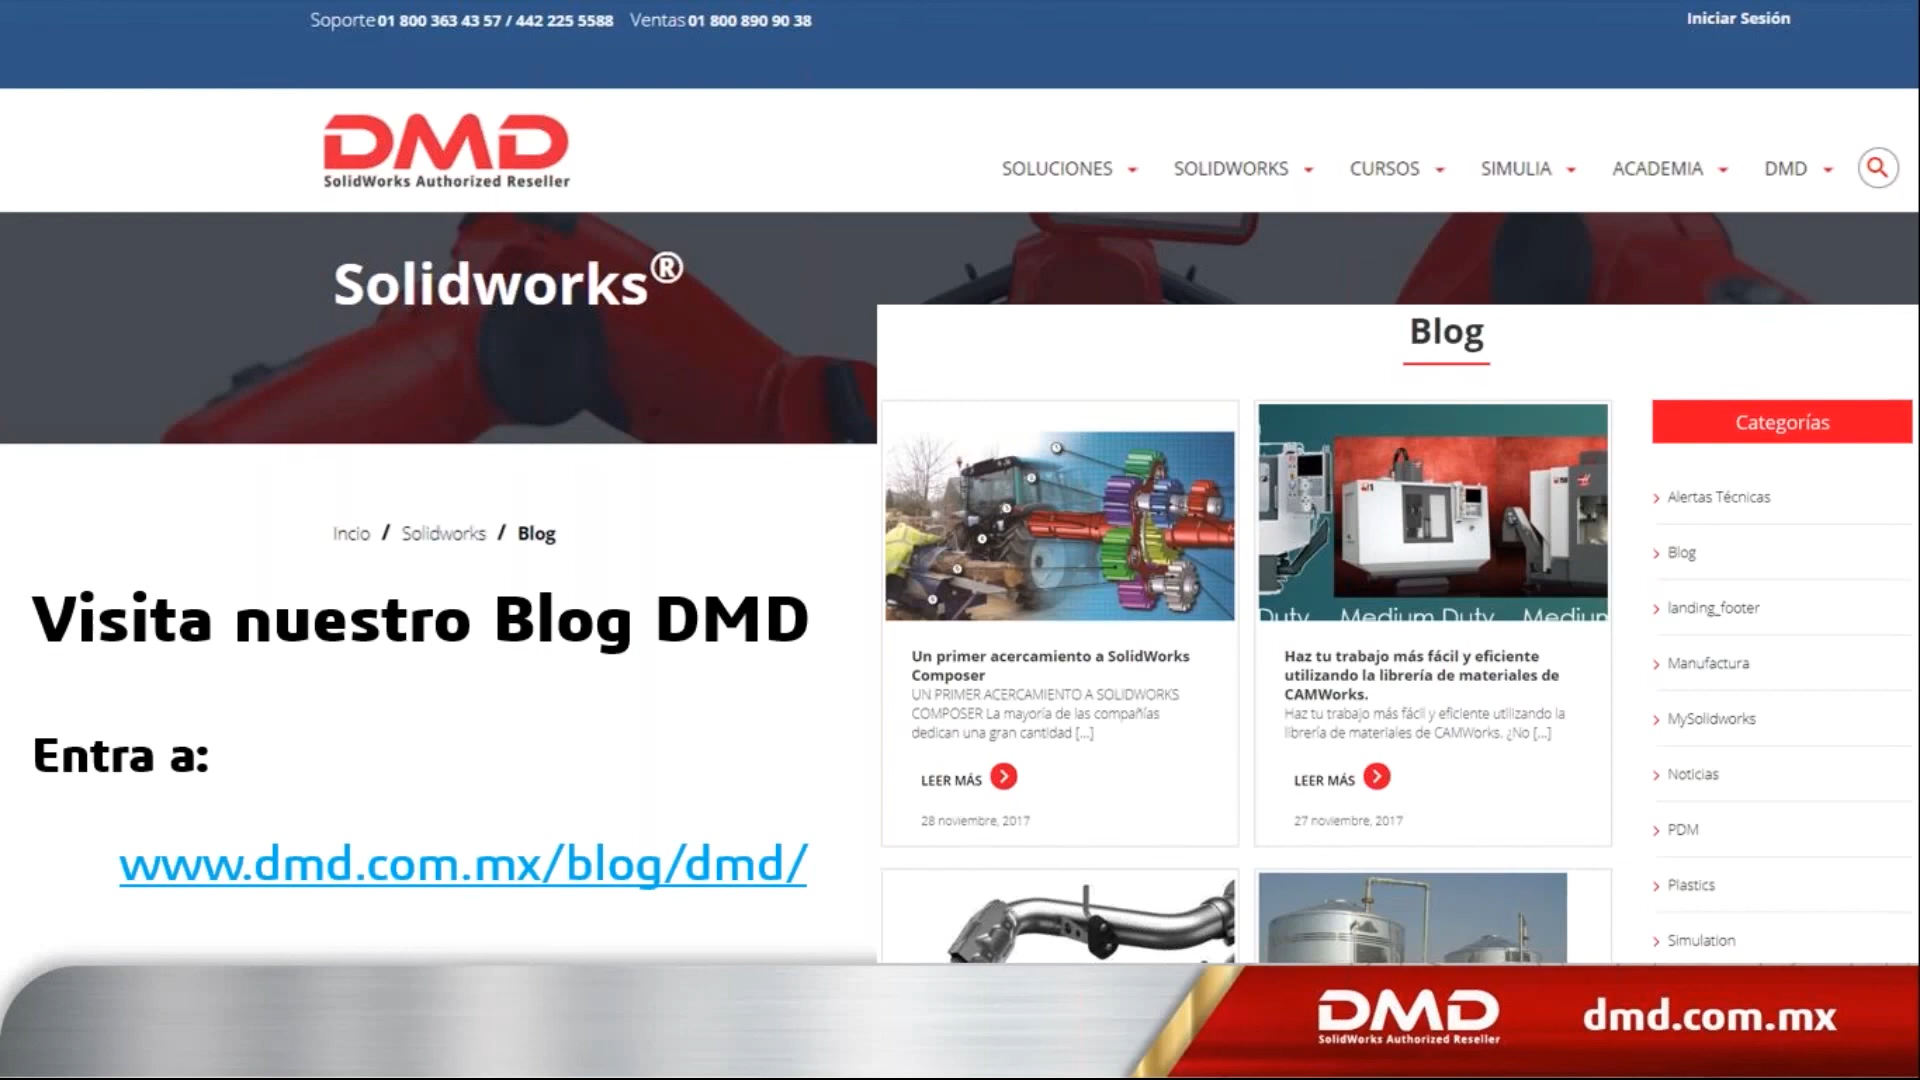 Soporte 01 800 363 43 57 / 442 225 5588 Ventas 01 800 890 90 38
Iniciar Sesión
DMD
SolidWorks Authorized Reseller
SOLUCIONES SOLIDWORKS CURSOS SIMULIA ACADEMIA DMD
Solidworks®
Incio / Solidworks / Blog
Visita nuestro Blog DMD
Entra a:
www.dmd.com.mx/blog/dmd/
Blog
Duty Medium Duty Medium
Un primer acercamiento a SolidWorks
Composer
UN PRIMER ACERCAMIENTO A SOLIDWORKS
COMPOSER La mayoría de las compañías
dedican una gran cantidad [...]
LEER MÁS
28 noviembre, 2017
Haz tu trabajo más fácil y eficiente
utilizando la librería de materiales de
CAMWorks.
Haz tu trabajo más fácil y eficiente utilizando la
librería de materiales de CAMWorks. ¿No [...]
LEER MÁS
27 noviembre, 2017
Categorías
Alertas Técnicas
Blog
landing_footer
Manufactura
MySolidworks
Noticias
PDM
Plastics
Simulation
DMD
SolidWorks Authorized Reseller
dmd.com.mx